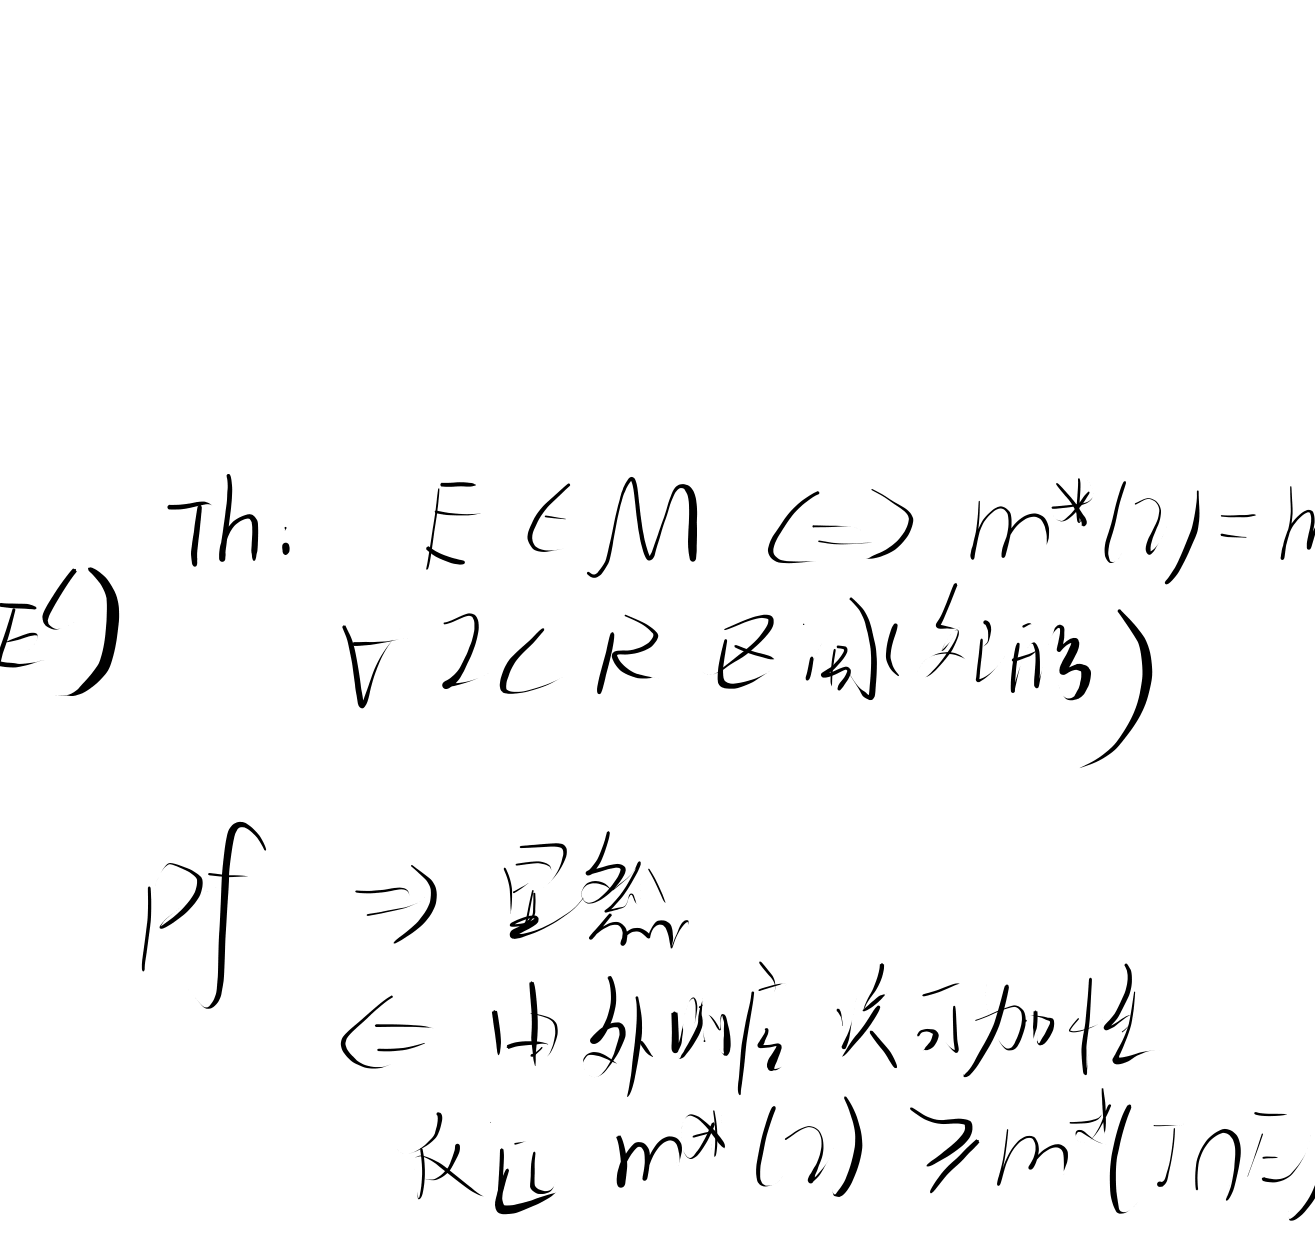 Th: E ∈ M <=> m*(I) = m
E^c)
∀ I ⊂ R 区间(矩形)
pf => 显然
<= 由外测度次可加性
仅证 m*(I) ≥ m*(I∩E)